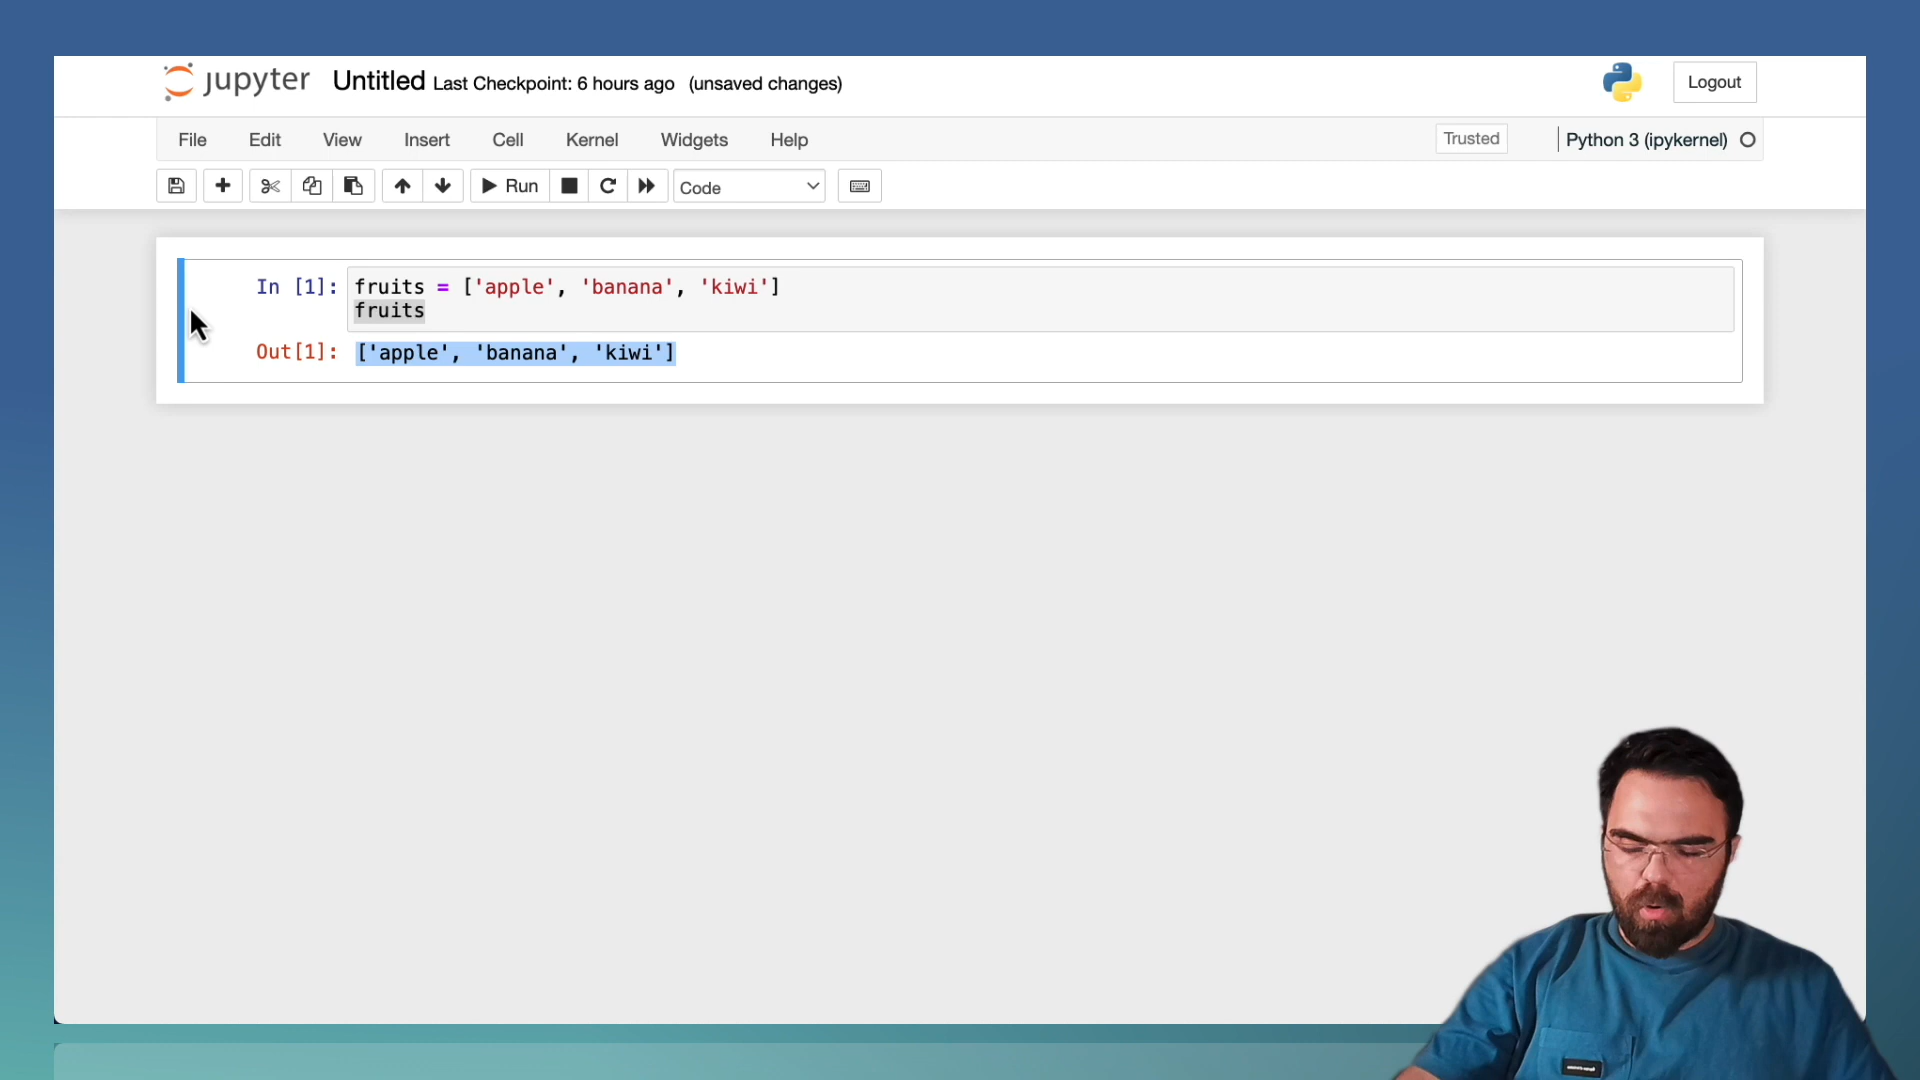 jupyter Untitled Last Checkpoint: 6 hours ago (unsaved changes) Logout
File Edit View Insert Cell Kernel Widgets Help Trusted Python 3 (ipykernel)
Run Code
In [1]: fruits = ['apple', 'banana', 'kiwi']
fruits
Out[1]: ['apple', 'banana', 'kiwi']